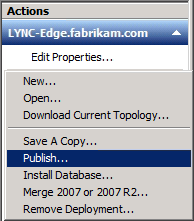 Actions
LYNC-Edge.fabrikam.com
Edit Properties...
New...
Open...
Download Current Topology...
Save A Copy...
Publish...
Install Database...
Merge 2007 or 2007 R2...
Remove Deployment...